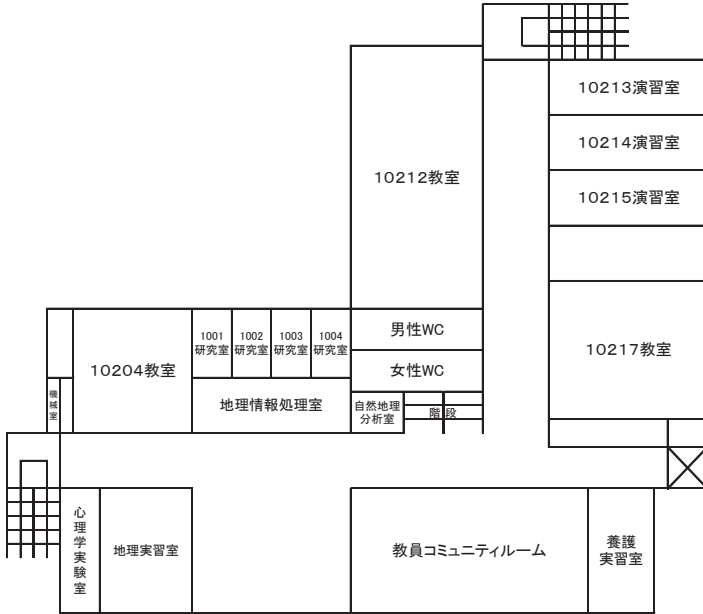 10213演習室
10214演習室
10212教室
10215演習室
男性WC
1001
研究室
1002
研究室
1003
研究室
1004
研究室
10217教室
10204教室
女性WC
機械室
地理情報処理室
自然地理
分析室
階段
心理学実験室
地理実習室
教員コミュニティルーム
養護
実習室